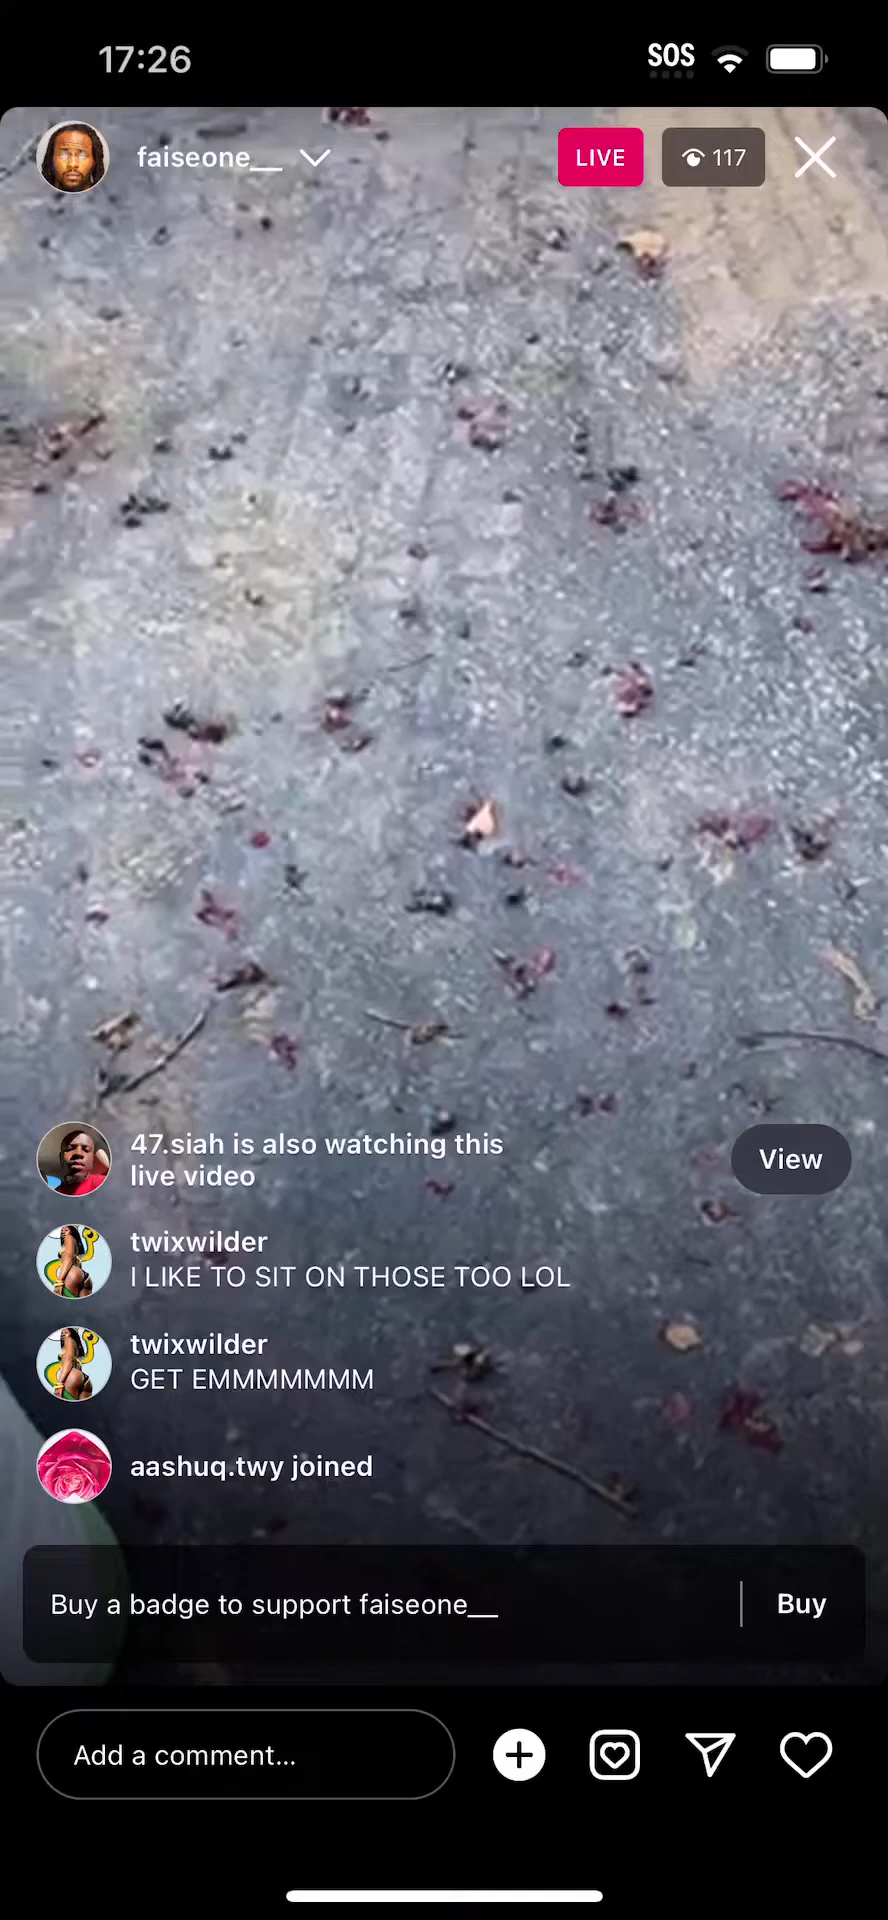 17:26
SOS
faiseone__
LIVE
117
47.siah is also watching this
live video
View
twixwilder
I LIKE TO SIT ON THOSE TOO LOL
twixwilder
GET EMMMMMMM
aashuq.twy joined
Buy a badge to support faiseone__
Buy
Add a comment...